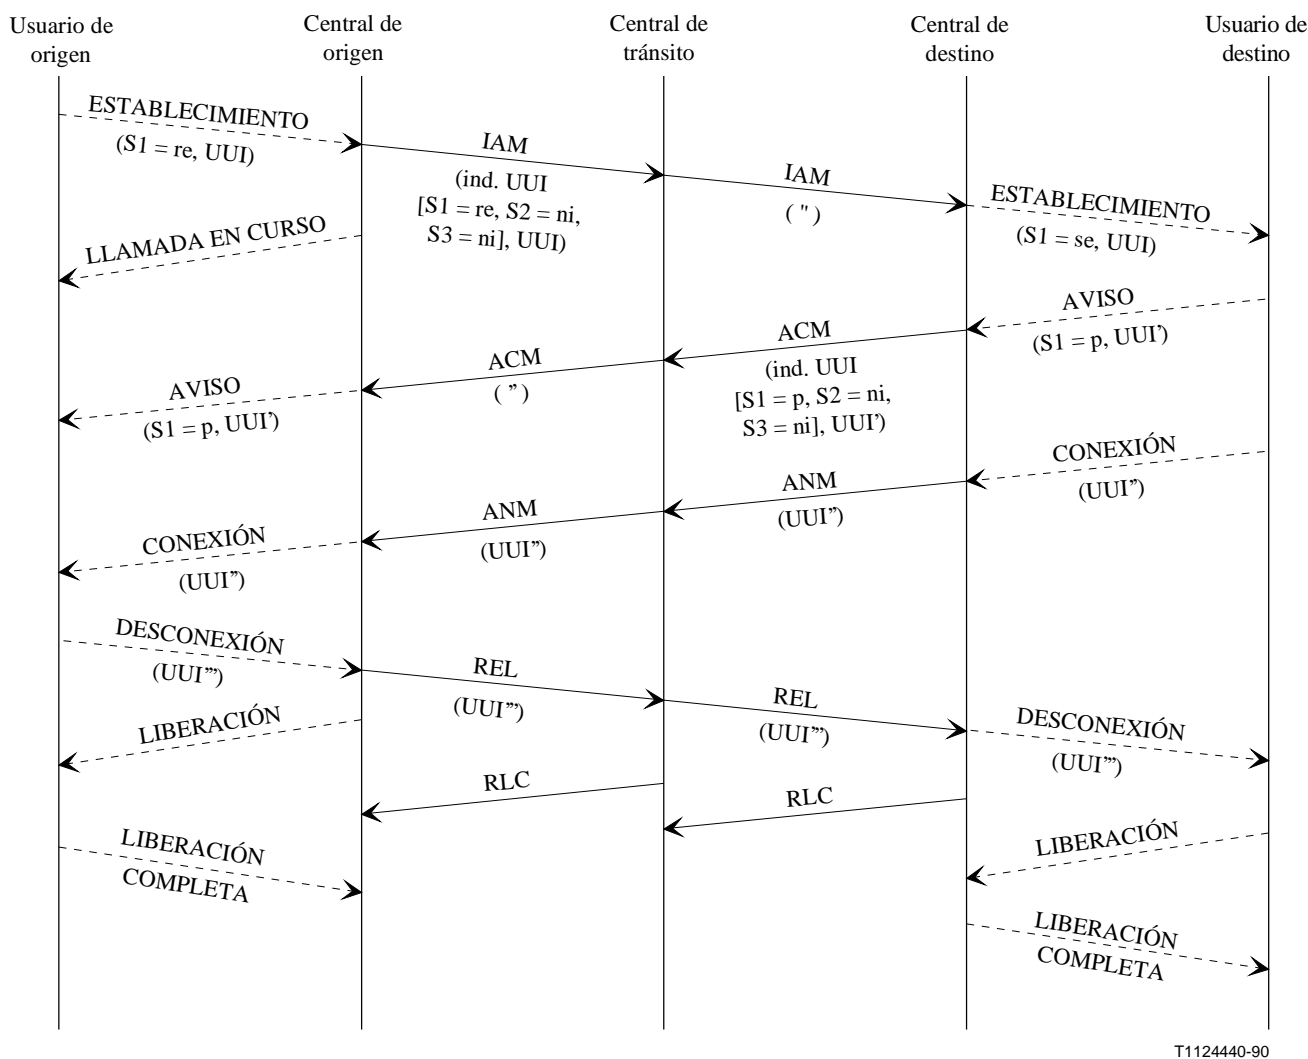 Usuario de
origen
Central de
origen
Central de
tránsito
Central de
destino
Usuario de
destino
ESTABLECIMIENTO
(S1 = re, UUI)
IAM
(ind. UUI
[S1 = re, S2 = ni,
S3 = ni], UUI)
IAM
( " )
ESTABLECIMIENTO
(S1 = se, UUI)
LLAMADA EN CURSO
AVISO
(S1 = p, UUI’)
ACM
(ind. UUI
[S1 = p, S2 = ni,
S3 = ni], UUI’)
ACM
( ” )
AVISO
(S1 = p, UUI’)
CONEXIÓN
(UUI’’)
ANM
(UUI’’)
ANM
(UUI’’)
CONEXIÓN
(UUI’’)
DESCONEXIÓN
(UUI’’’)
REL
(UUI’’’)
REL
(UUI’’’)
DESCONEXIÓN
(UUI’’’)
LIBERACIÓN
RLC
RLC
LIBERACIÓN
LIBERACIÓN
COMPLETA
LIBERACIÓN
COMPLETA
T1124440-90